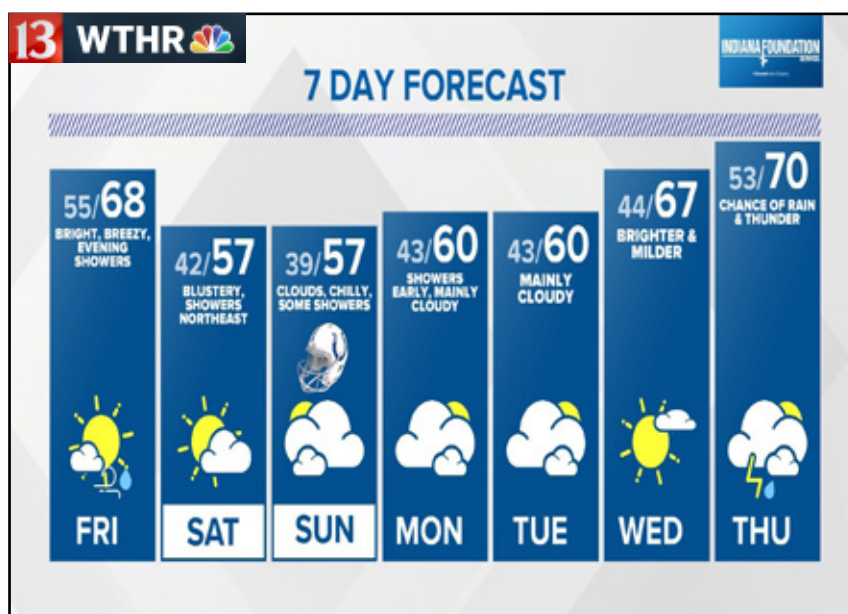 13 WTHR
INDIANA FOUNDATION
SERVICE
7 DAY FORECAST
55/68
BRIGHT, BREEZY,
EVENING
SHOWERS
FRI
42/57
BLUSTERY,
SHOWERS
NORTHEAST
SAT
39/57
CLOUDS, CHILLY,
SOME SHOWERS
SUN
43/60
SHOWERS
EARLY, MAINLY
CLOUDY
MON
43/60
MAINLY
CLOUDY
TUE
44/67
BRIGHTER &
MILDER
WED
53/70
CHANCE OF RAIN
& THUNDER
THU